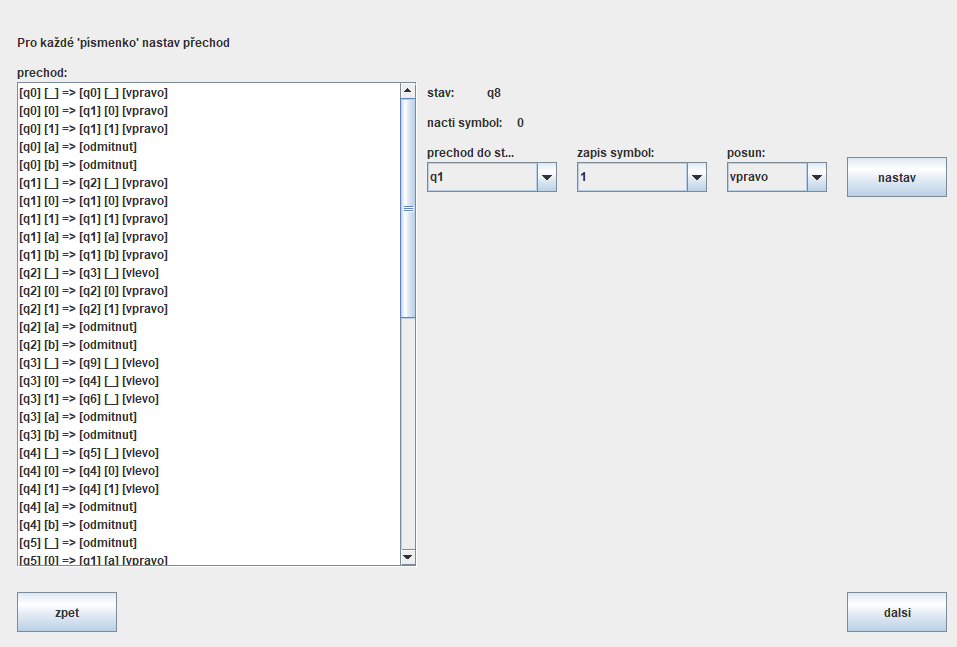 Pro každé 'písmenko' nastav přechod
prechod:
[q0] [_] => [q0] [_] [vpravo]
[q0] [0] => [q1] [0] [vpravo]
[q0] [1] => [q1] [1] [vpravo]
[q0] [a] => [odmitnut]
[q0] [b] => [odmitnut]
[q1] [_] => [q2] [_] [vpravo]
[q1] [0] => [q1] [0] [vpravo]
[q1] [1] => [q1] [1] [vpravo]
[q1] [a] => [q1] [a] [vpravo]
[q1] [b] => [q1] [b] [vpravo]
[q2] [_] => [q3] [_] [vlevo]
[q2] [0] => [q2] [0] [vpravo]
[q2] [1] => [q2] [1] [vpravo]
[q2] [a] => [odmitnut]
[q2] [b] => [odmitnut]
[q3] [_] => [q9] [_] [vlevo]
[q3] [0] => [q4] [_] [vlevo]
[q3] [1] => [q6] [_] [vlevo]
[q3] [a] => [odmitnut]
[q3] [b] => [odmitnut]
[q4] [_] => [q5] [_] [vlevo]
[q4] [0] => [q4] [0] [vlevo]
[q4] [1] => [q4] [1] [vlevo]
[q4] [a] => [odmitnut]
[q4] [b] => [odmitnut]
[q5] [_] => [odmitnut]
[q5] [0] => [q1] [a] [vpravo]
stav: q8
nacti symbol: 0
prechod do st... zapis symbol: posun:
q1 1 vpravo nastav
zpet dalsi